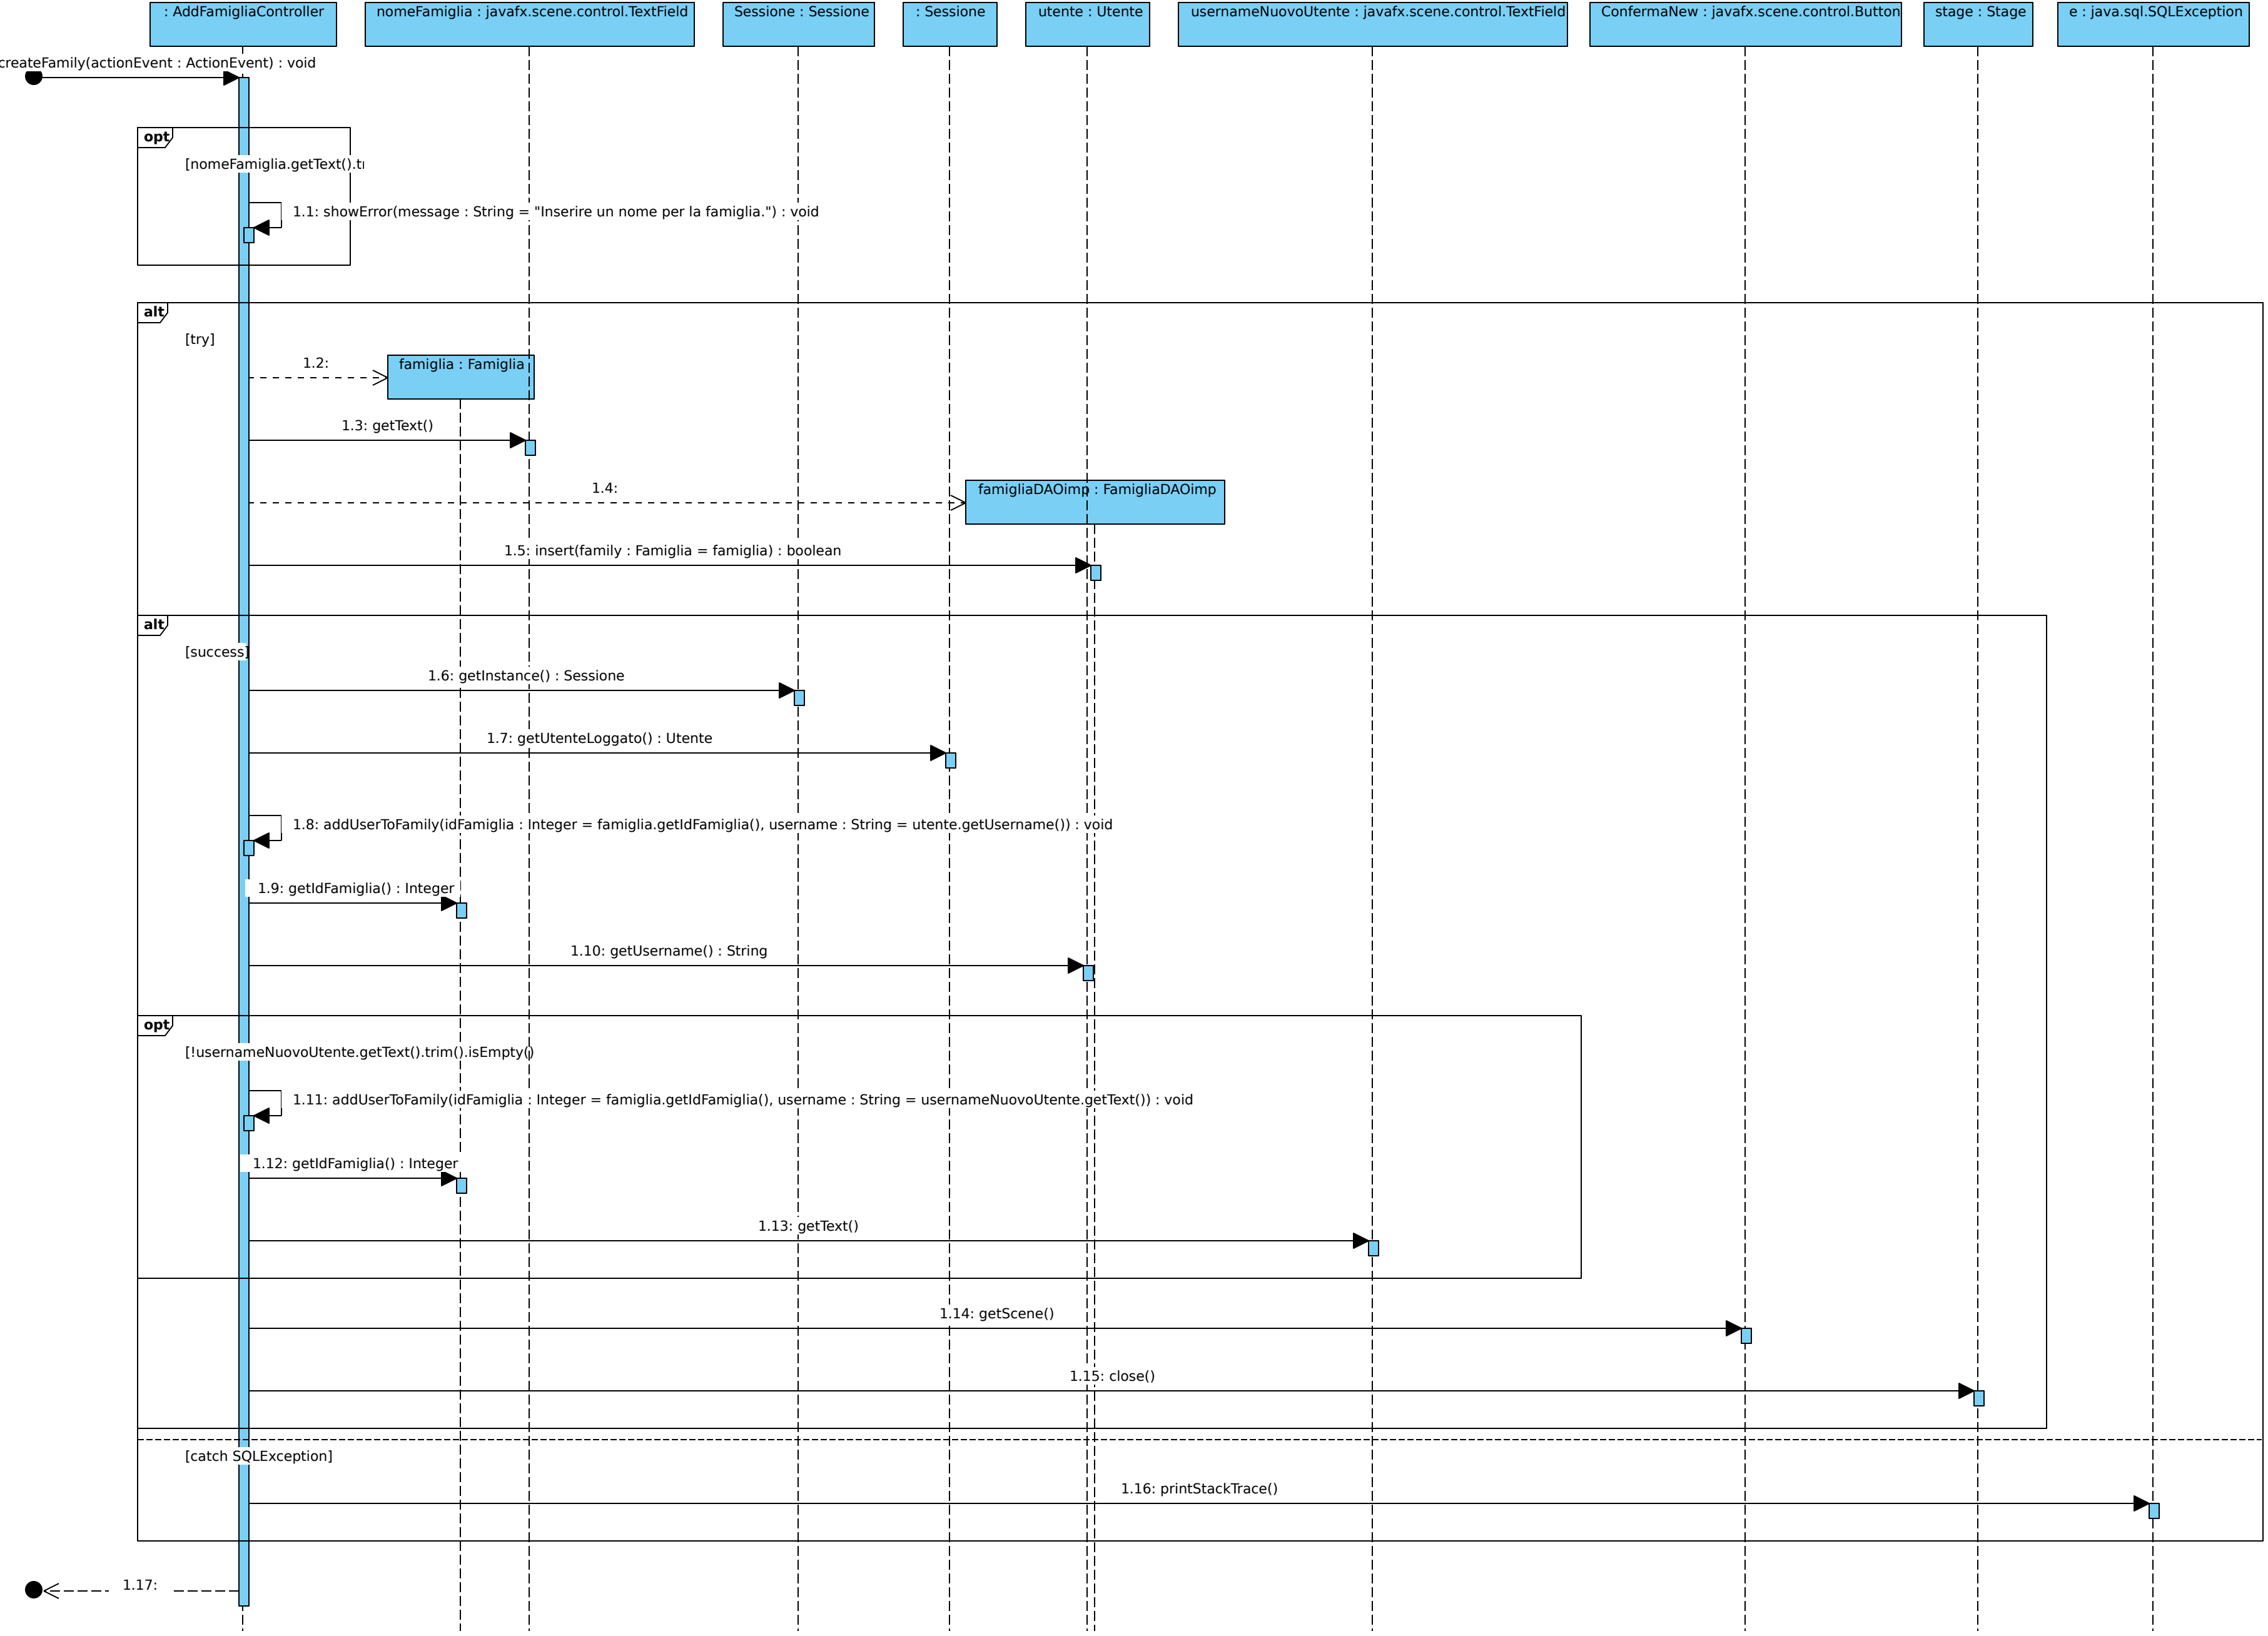 : AddFamigliaController
nomeFamiglia : javafx.scene.control.TextField
Sessione : Sessione
: Sessione
utente : Utente
usernameNuovoUtente : javafx.scene.control.TextField
ConfermaNew : javafx.scene.control.Button
stage : Stage
e : java.sql.SQLException
createFamily(actionEvent : ActionEvent) : void
opt
[nomeFamiglia.getText().t
1.1: showError(message : String = "Inserire un nome per la famiglia.") : void
alt
[try]
1.2:
famiglia : Famiglia
1.3: getText()
1.4:
famigliaDAOimp : FamigliaDAOimp
1.5: insert(family : Famiglia = famiglia) : boolean
alt
[success]
1.6: getInstance() : Sessione
1.7: getUtenteLoggato() : Utente
1.8: addUserToFamily(idFamiglia : Integer = famiglia.getIdFamiglia(), username : String = utente.getUsername()) : void
1.9: getIdFamiglia() : Integer
1.10: getUsername() : String
opt
[!usernameNuovoUtente.getText().trim().isEmpty()
1.11: addUserToFamily(idFamiglia : Integer = famiglia.getIdFamiglia(), username : String = usernameNuovoUtente.getText()) : void
1.12: getIdFamiglia() : Integer
1.13: getText()
1.14: getScene()
1.15: close()
[catch SQLException]
1.16: printStackTrace()
1.17: